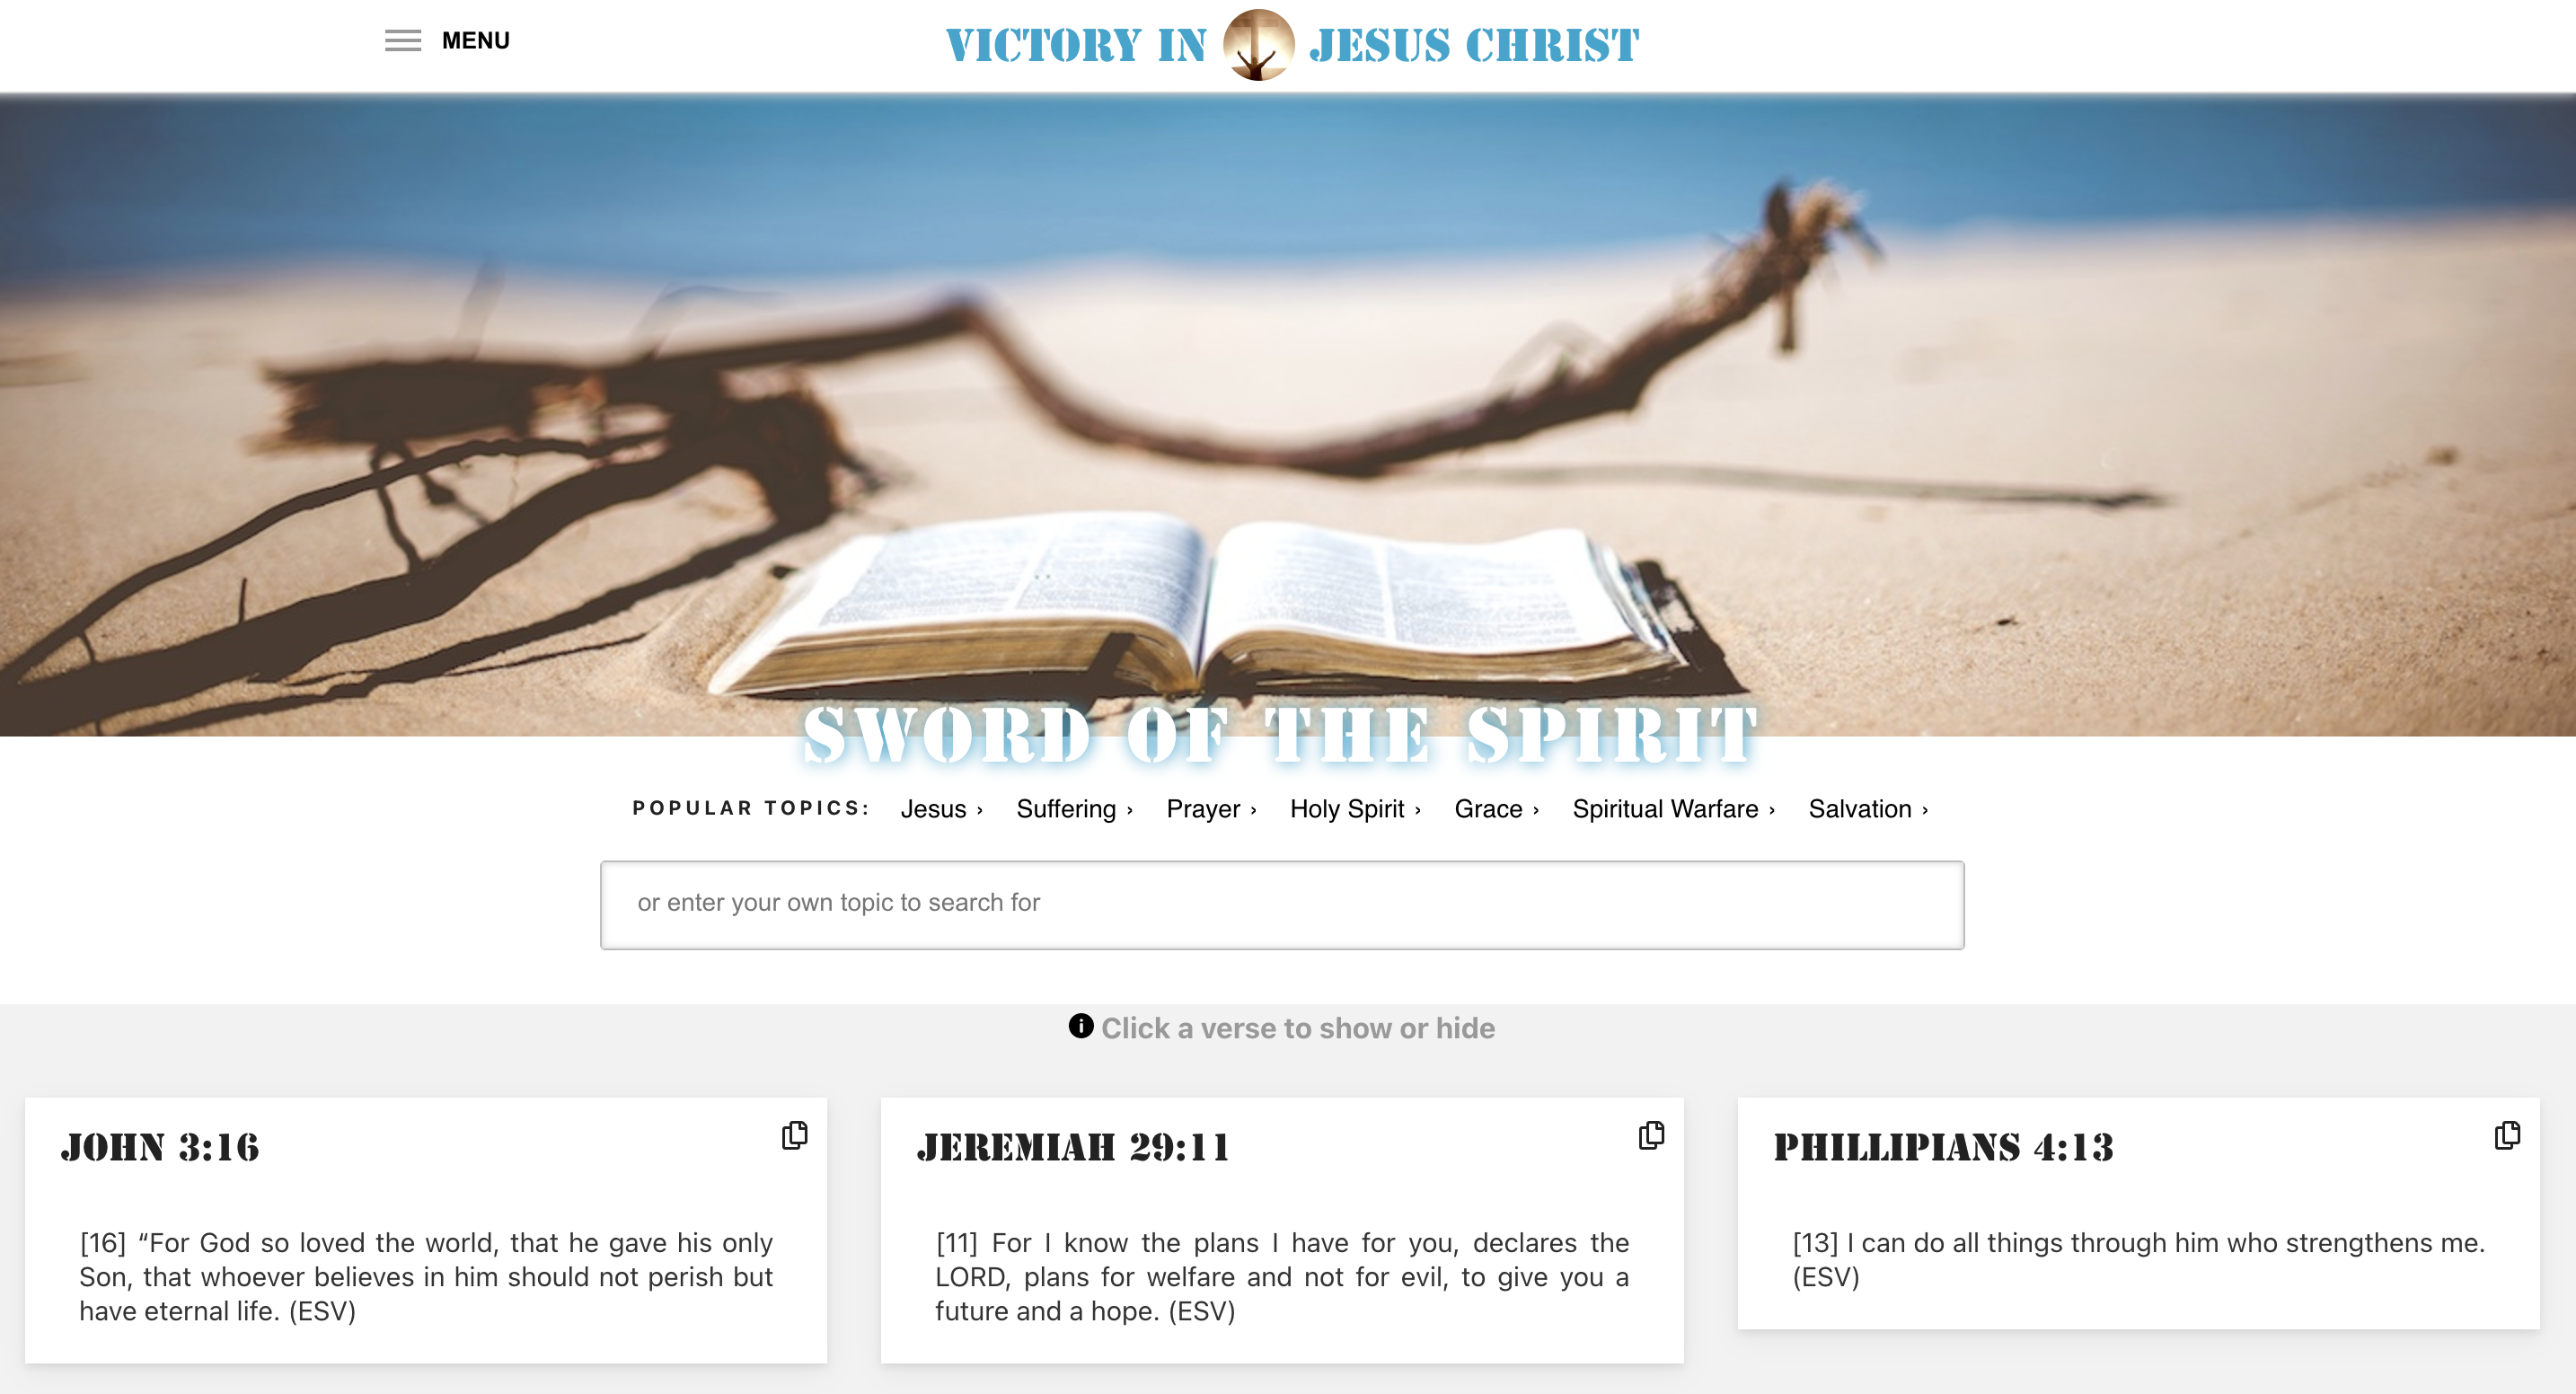 MENU
VICTORY IN JESUS CHRIST
SWORD OF THE SPIRIT
POPULAR TOPICS: Jesus › Suffering › Prayer › Holy Spirit › Grace › Spiritual Warfare › Salvation ›
or enter your own topic to search for
Click a verse to show or hide
JOHN 3:16
[16] “For God so loved the world, that he gave his only
Son, that whoever believes in him should not perish but
have eternal life. (ESV)
JEREMIAH 29:11
[11] For I know the plans I have for you, declares the
LORD, plans for welfare and not for evil, to give you a
future and a hope. (ESV)
PHILLIPIANS 4:13
[13] I can do all things through him who strengthens me.
(ESV)